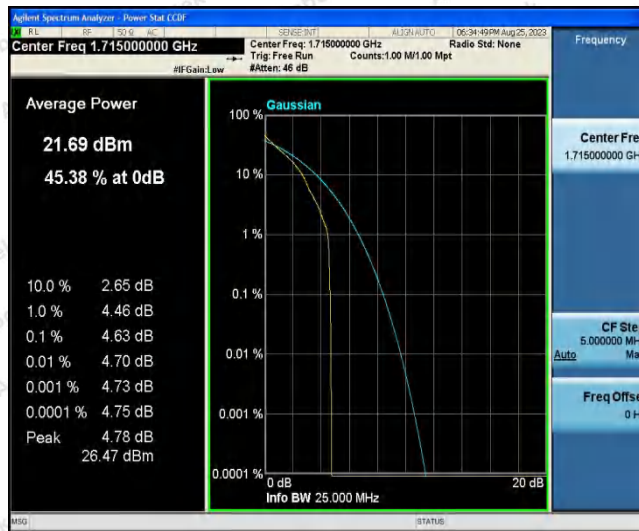 Agilent Spectrum Analyzer - Power Stat CCDF
RL RF 50 Ω AC SENSE:INT ALIGN AUTO 06:34:49PM Aug 25, 2023
Center Freq 1.715000000 GHz
Center Freq: 1.715000000 GHz Radio Std: None
Trig: Free Run Counts:1.00 M/1.00 Mpt
#IFGain:Low #Atten: 46 dB
Frequency
Average Power
21.69 dBm
45.38 % at 0dB
10.0 % 2.65 dB
1.0 % 4.46 dB
0.1 % 4.63 dB
0.01 % 4.70 dB
0.001 % 4.73 dB
0.0001 % 4.75 dB
Peak 4.78 dB
26.47 dBm
Gaussian
100 %
10 %
1 %
0.1 %
0.01 %
0.001 %
0.0001 %
0 dB 20 dB
Info BW 25.000 MHz
Center Fre
1.715000000 GH
CF Ste
5.000000 MH
Auto Ma
Freq Offse
0 H
MSG STATUS